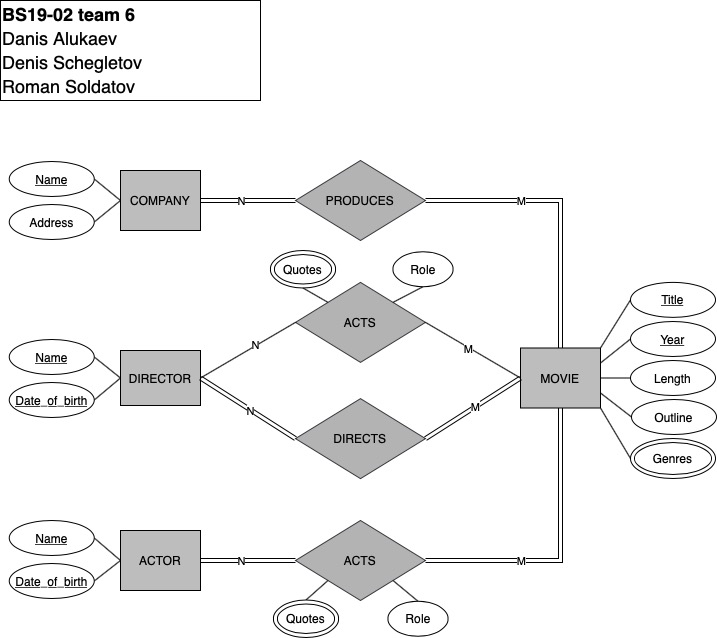 BS19-02 team 6
Danis Alukaev
Denis Schegletov
Roman Soldatov
Name
Address
COMPANY
N
PRODUCES
M
Quotes
Role
ACTS
N
M
Name
Date_of_birth
DIRECTOR
N
DIRECTS
M
MOVIE
Title
Year
Length
Outline
Genres
Name
Date_of_birth
ACTOR
N
ACTS
M
Quotes
Role